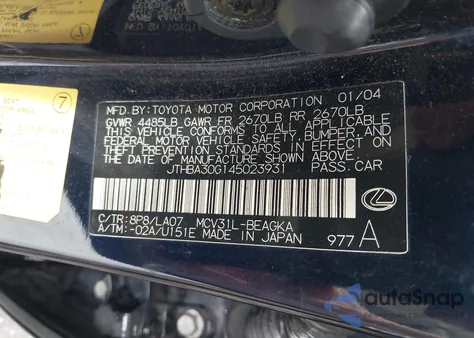 MFD. BY: TOYOTA MOTOR CORPORATION 01/04
GVWR 4485LB GAWR FR 2670LB RR 2670LB
THIS VEHICLE CONFORMS TO ALL APPLICABLE
FEDERAL MOTOR VEHICLE SAFETY, BUMPER, AND
THEFT PREVENTION STANDARDS IN EFFECT ON
THE DATE OF MANUFACTURE SHOWN ABOVE.
JTHBA30G145023931 PASS. CAR
C/TR: 8P8/LA07 MCV31L-BEAGKA
A/TM: -02A/U151E MADE IN JAPAN 977 A
7
autoSnap